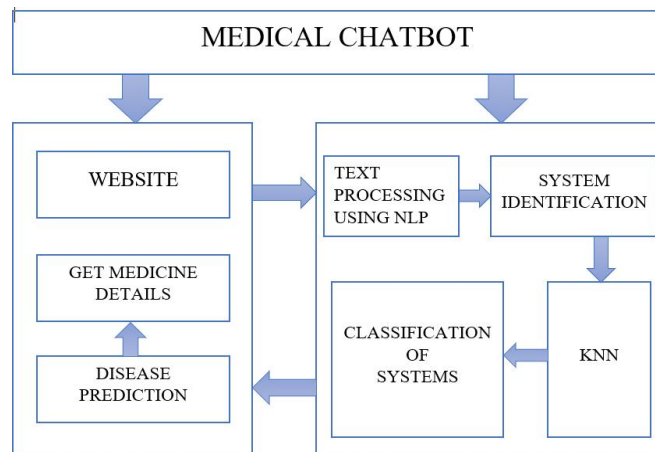 MEDICAL CHATBOT
WEBSITE
GET MEDICINE
DETAILS
DISEASE
PREDICTION
TEXT
PROCESSING
USING NLP
SYSTEM
IDENTIFICATION
CLASSIFICATION
OF
SYSTEMS
KNN